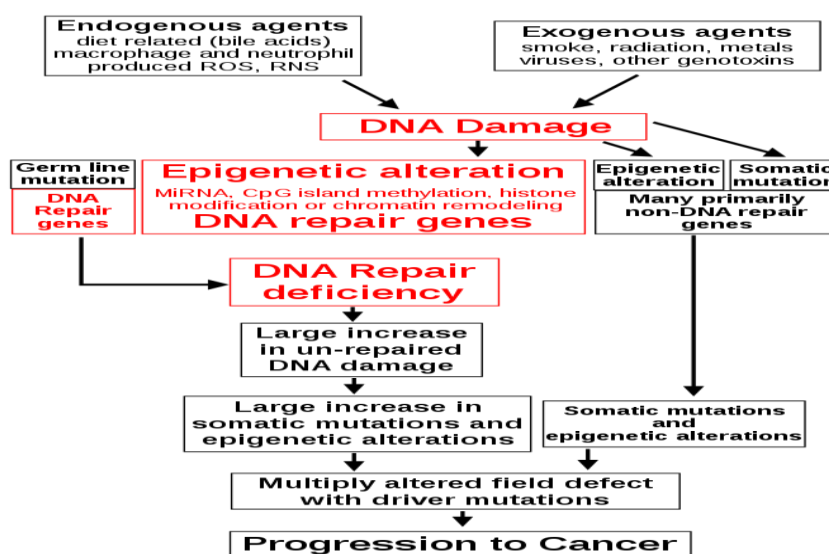 Endogenous agents
diet related (bile acids)
macrophage and neutrophil
produced ROS, RNS
Exogenous agents
smoke, radiation, metals
viruses, other genotoxins
DNA Damage
Germ line
mutation
DNA
Repair
genes
Epigenetic alteration
MiRNA, CpG island methylation, histone
modification or chromatin remodeling
DNA repair genes
Epigenetic
alteration
Somatic
mutation
Many primarily
non-DNA repair
genes
DNA Repair
deficiency
Large increase
in un-repaired
DNA damage
Large increase in
somatic mutations and
epigenetic alterations
Somatic mutations
and
epigenetic alterations
Multiply altered field defect
with driver mutations
Progression to Cancer